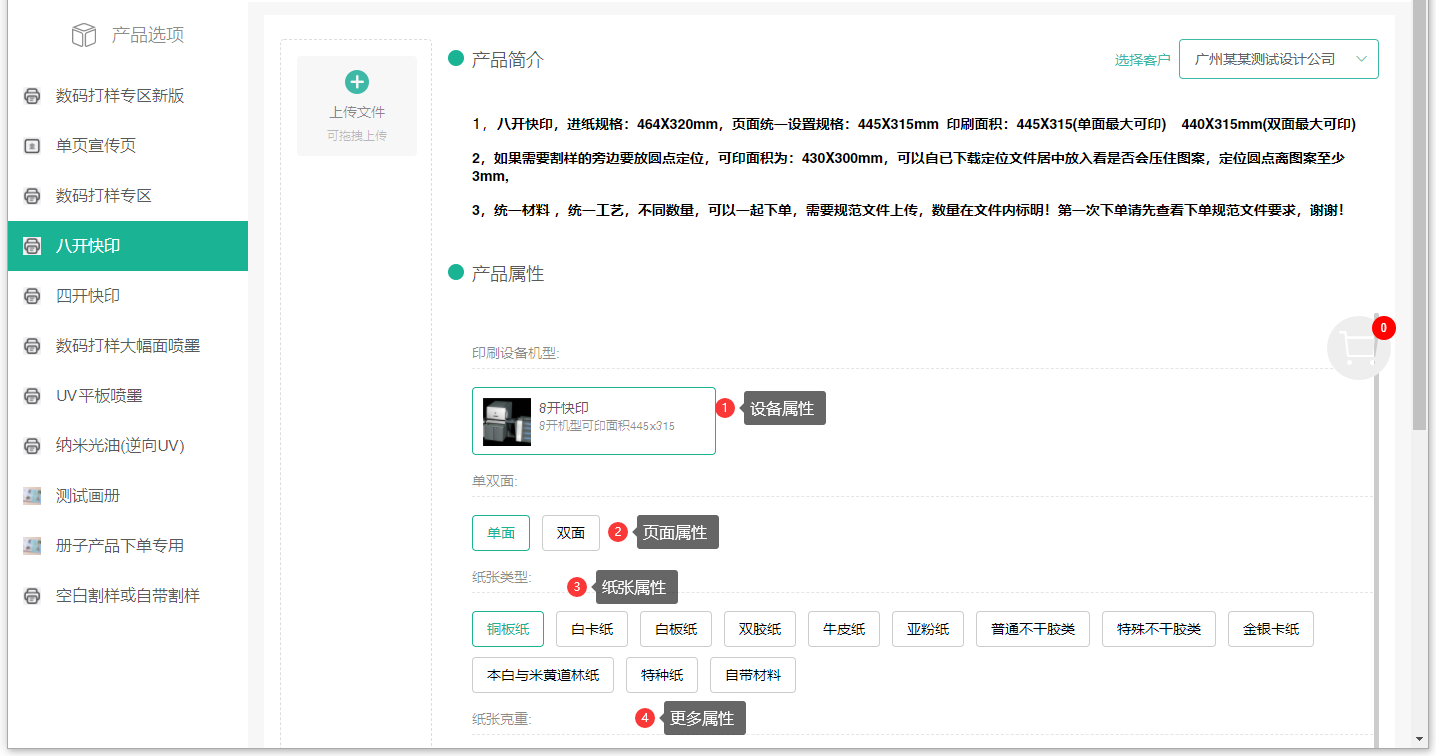 产品选项
数码打样专区新版
单页宣传页
数码打样专区
八开快印
四开快印
数码打样大幅面喷墨
UV平板喷墨
纳米光油(逆向UV)
测试画册
册子产品下单专用
空白割样或自带割样
上传文件
可拖拽上传
产品简介
选择客户
广州某某测试设计公司
1，八开快印，进纸规格：464X320mm，页面统一设置规格：445X315mm 印刷面积：445X315(单面最大可印) 440X315mm(双面最大可印)
2，如果需要割样的旁边要放圆点定位，可印面积为：430X300mm，可以自已下载定位文件居中放入看是否会压住图案，定位圆点离图案至少
3mm，
3，统一材料 ，统一工艺，不同数量，可以一起下单，需要规范文件上传，数量在文件内标明！第一次下单请先查看下单规范文件要求，谢谢！
产品属性
0
印刷设备机型:
8开快印
8开机型可印面积445x315
1 设备属性
单双面:
单面 双面 2 页面属性
纸张类型:
3 纸张属性
铜板纸 白卡纸 白板纸 双胶纸 牛皮纸 亚粉纸 普通不干胶类 特殊不干胶类 金银卡纸
本白与米黄道林纸 特种纸 自带材料
纸张克重:
4 更多属性